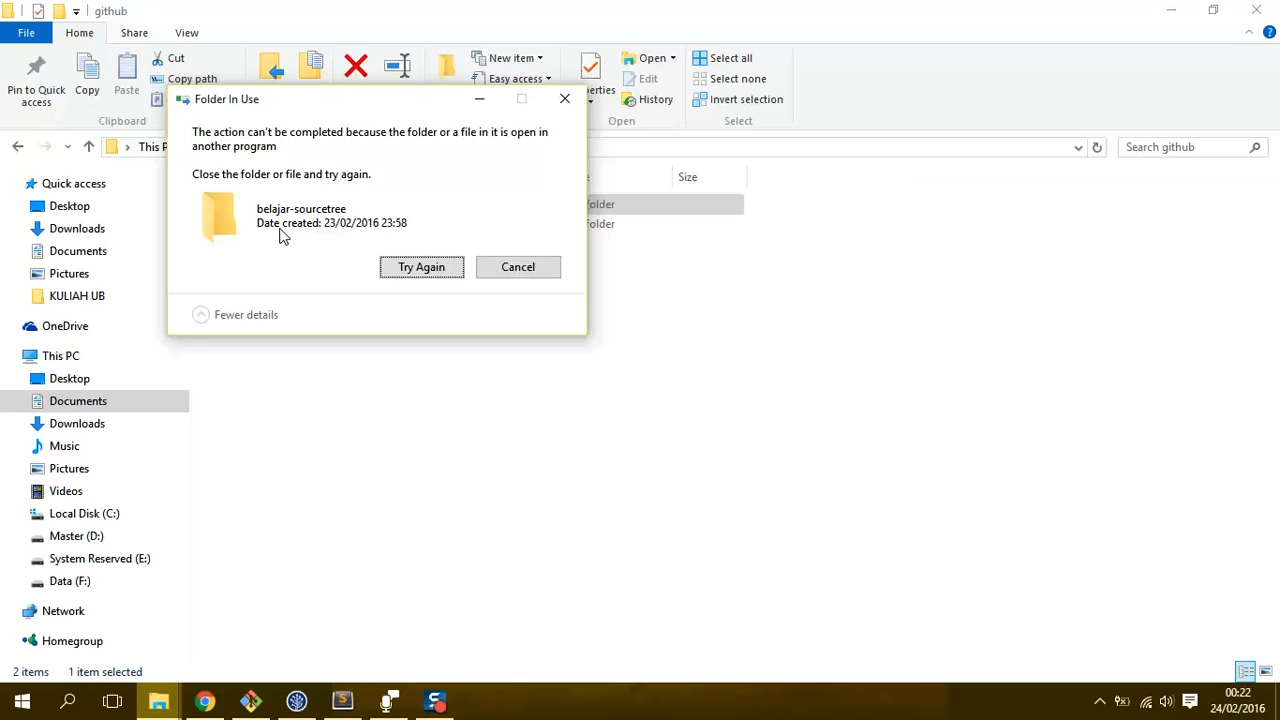 github
File
Home
Share
View
Pin to Quick access
Copy
Paste
Cut
Copy path
Clipboard
New item
Easy access
Open
Edit
History
Open
Select all
Select none
Invert selection
Select
Folder In Use
The action can't be completed because the folder or a file in it is open in
another program
Close the folder or file and try again.
belajar-sourcetree
Date created: 23/02/2016 23:58
Try Again
Cancel
Fewer details
Search github
Size
folder
folder
Quick access
Desktop
Downloads
Documents
Pictures
KULIAH UB
OneDrive
This PC
Desktop
Documents
Downloads
Music
Pictures
Videos
Local Disk (C:)
Master (D:)
System Reserved (E:)
Data (F:)
Network
Homegroup
2 items
1 item selected
00:22
24/02/2016